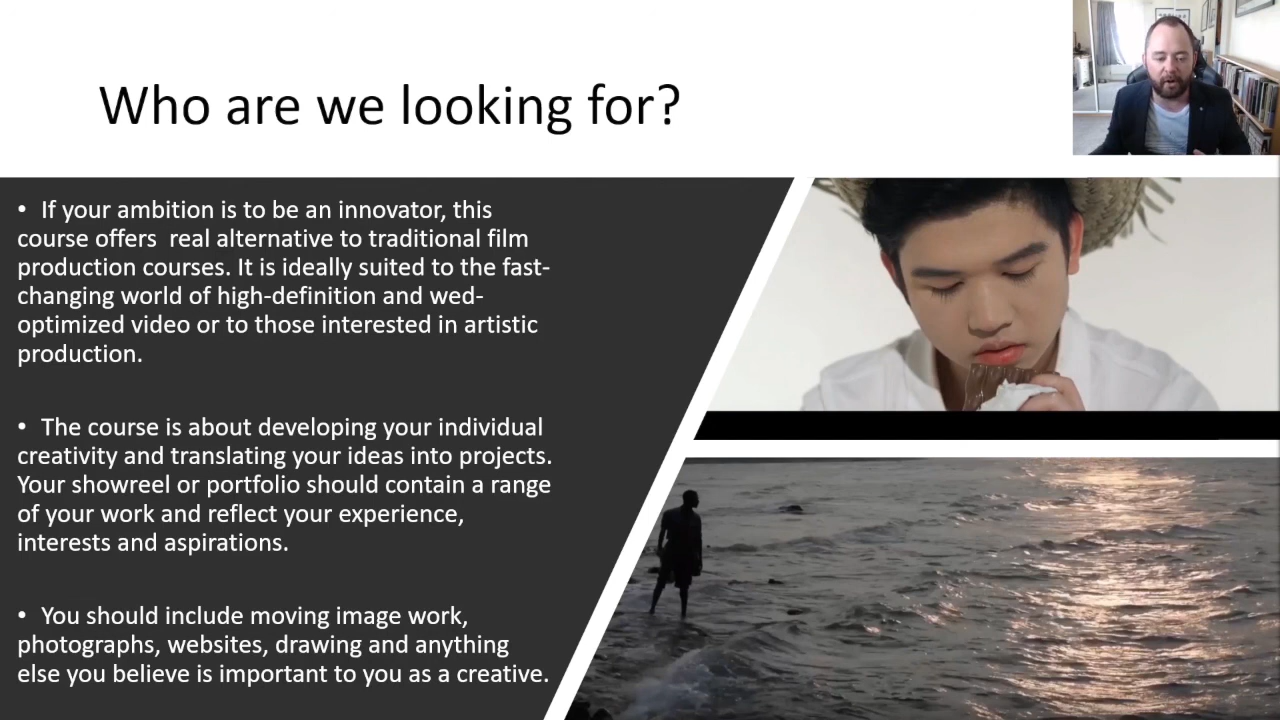 Who are we looking for?
• If your ambition is to be an innovator, this
course offers  real alternative to traditional film
production courses. It is ideally suited to the fast-
changing world of high-definition and wed-
optimized video or to those interested in artistic
production.
• The course is about developing your individual
creativity and translating your ideas into projects.
Your showreel or portfolio should contain a range
of your work and reflect your experience,
interests and aspirations.
• You should include moving image work,
photographs, websites, drawing and anything
else you believe is important to you as a creative.